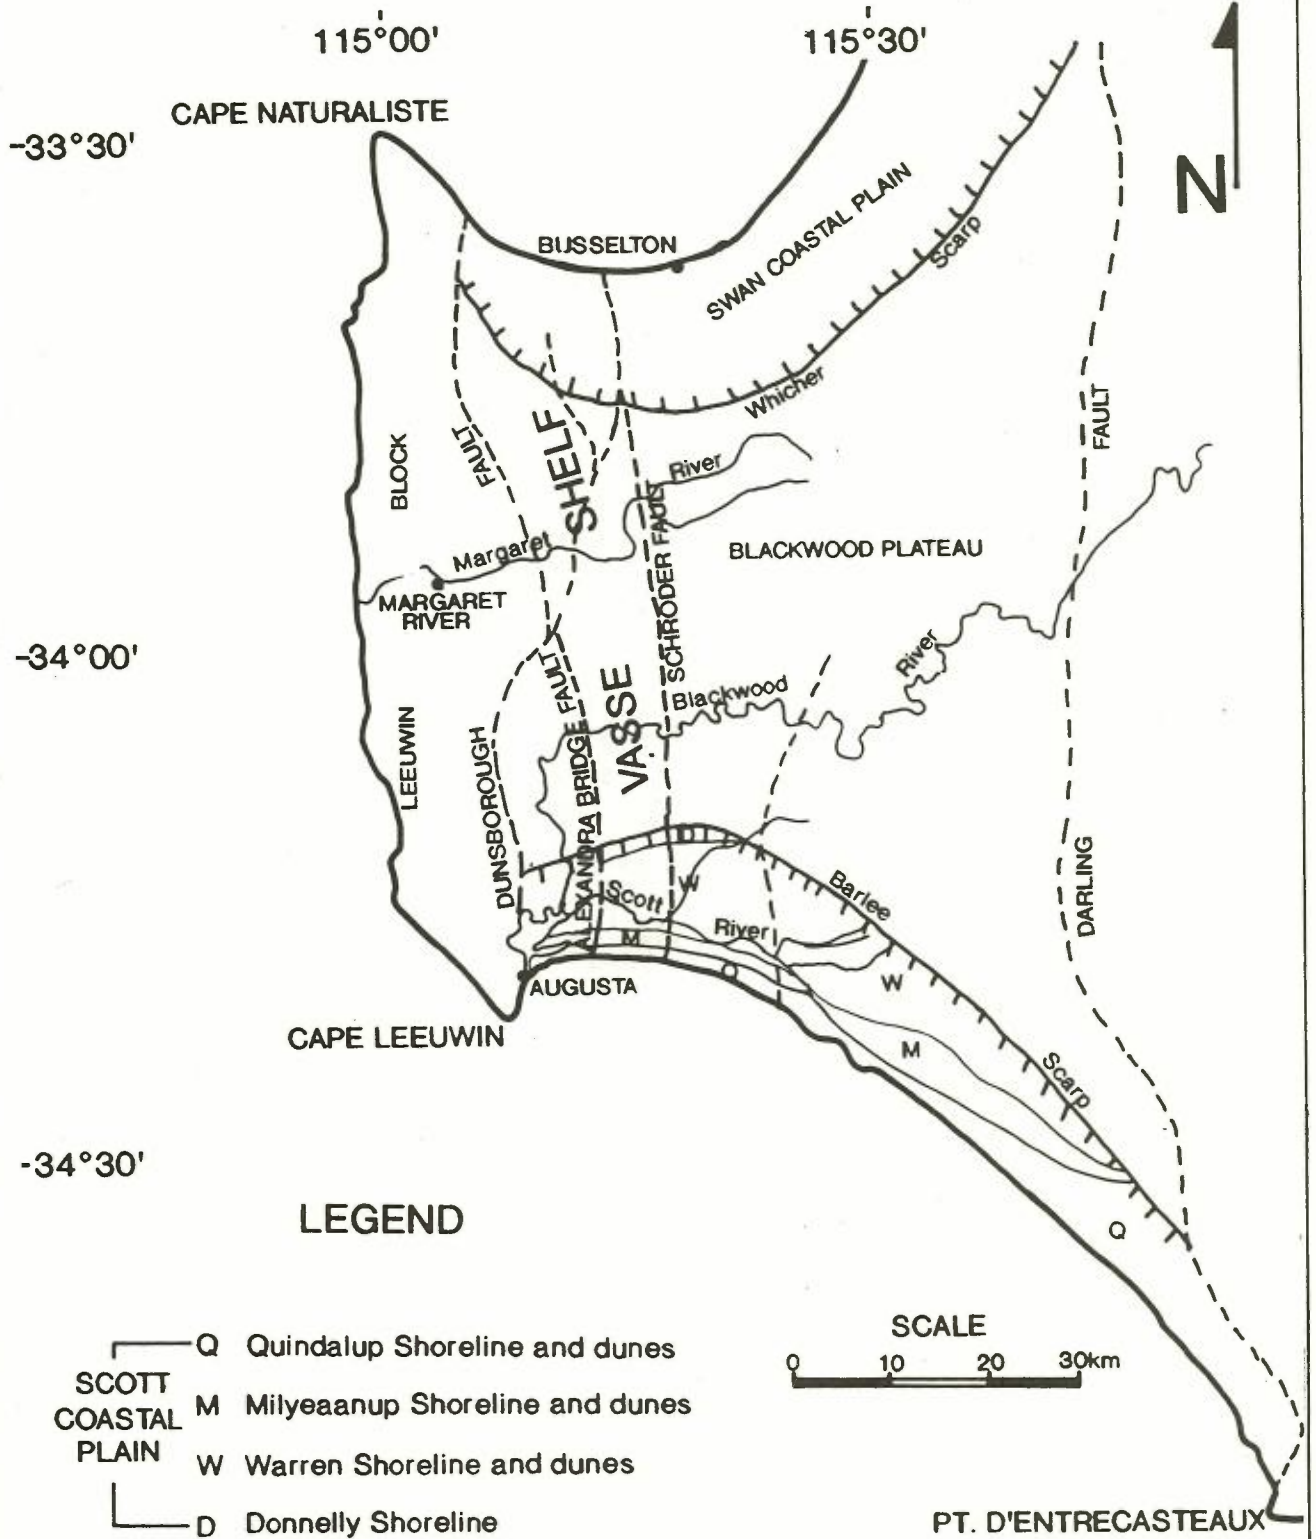 115°00'
115°30'
CAPE NATURALISTE
-33°30'
N
BUSSELTON
SWAN COASTAL PLAIN
Scarp
Whicher
FAULT
SHELF
FAULT
BLOCK
River
Margaret
BLACKWOOD PLATEAU
MARGARET
RIVER
SCHRODER FAULT
-34°00'
River
Blackwood
VASSE
LEEUWIN
DUNSBOROUGH
ALEXANDRA BRIDGE FAULT
D
Barlee
DARLING
W
Scott
River
M
Q
W
AUGUSTA
CAPE LEEUWIN
M
Scarp
-34°30'
Q
LEGEND
SCALE
0 10 20 30km
Q Quindalup Shoreline and dunes
SCOTT
COASTAL
PLAIN
M Milyeaanup Shoreline and dunes
W Warren Shoreline and dunes
D Donnelly Shoreline
PT. D'ENTRECASTEAUX